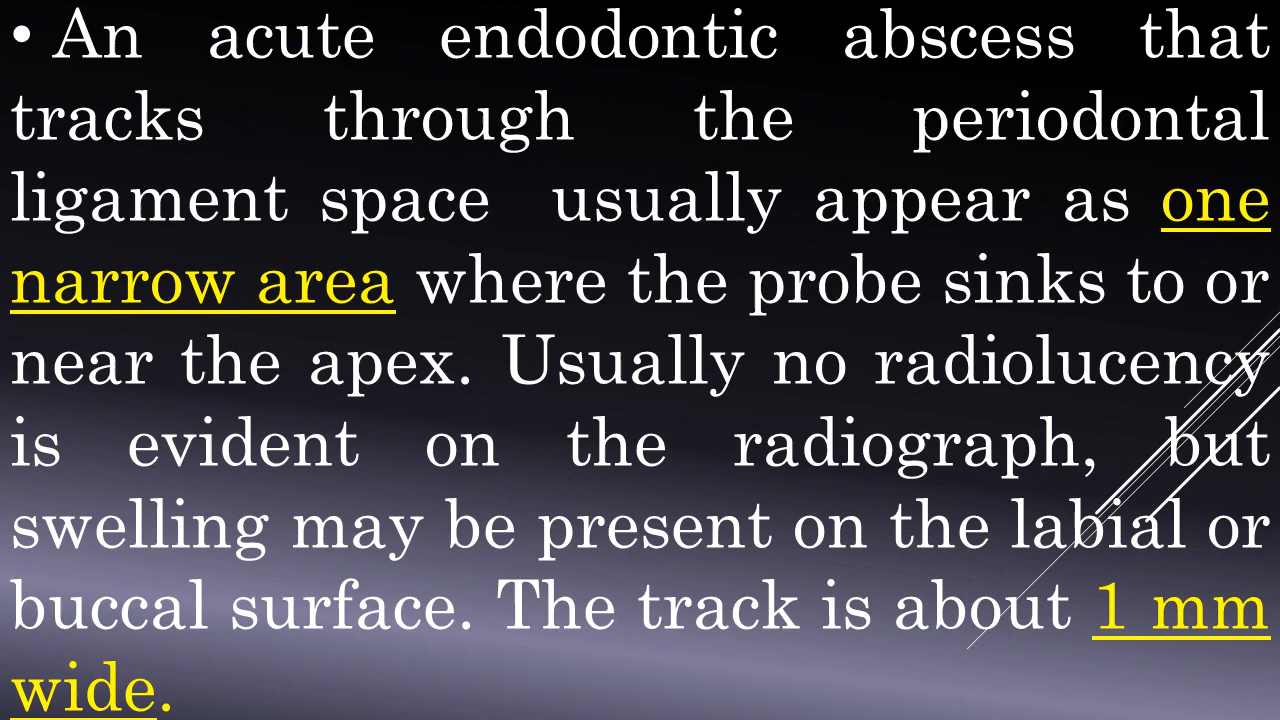 • An acute endodontic abscess that
tracks through the periodontal
ligament space usually appear as one
narrow area where the probe sinks to or
near the apex. Usually no radiolucency
is evident on the radiograph, but
swelling may be present on the labial or
buccal surface. The track is about 1 mm
wide.